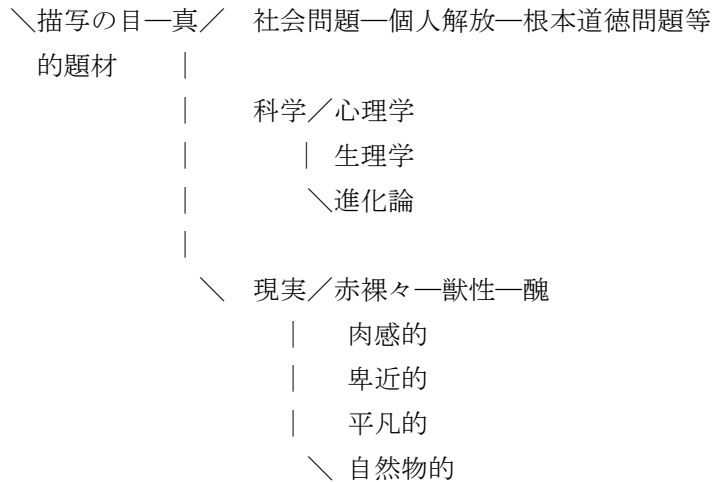 ＼描写の目―真／　社会問題―個人解放―根本道徳問題等
的題材　　｜
｜　　科学／心理学
｜　　　｜ 生理学
｜　　　＼進化論
｜
＼　現実／赤裸々―獣性―醜
｜　肉感的
｜　卑近的
｜　平凡的
＼ 自然物的